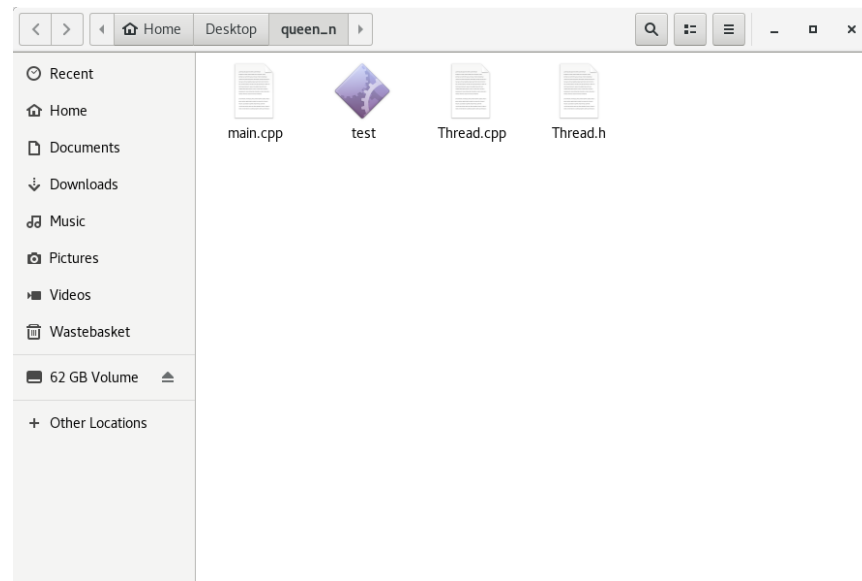 Home Desktop queen_n
Recent
Home
Documents
Downloads
Music
Pictures
Videos
Wastebasket
62 GB Volume
+ Other Locations
main.cpp test Thread.cpp Thread.h